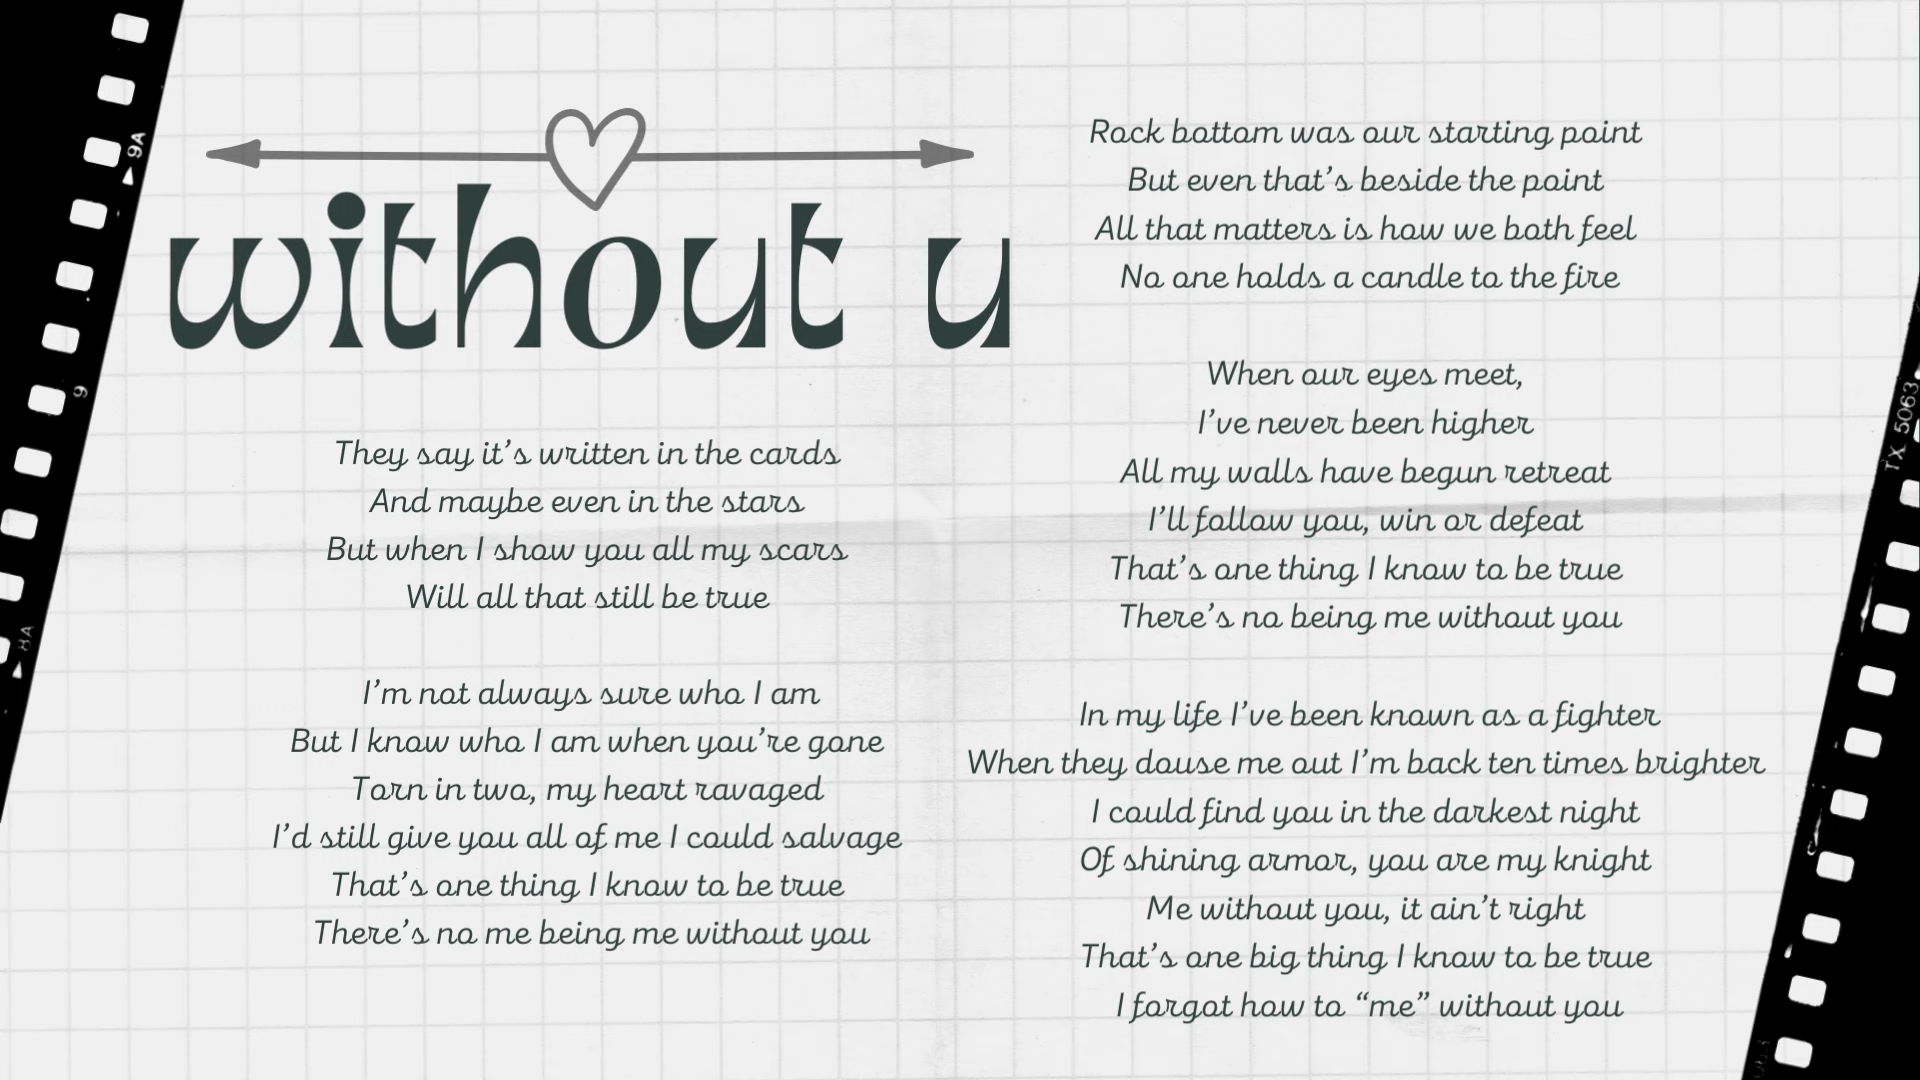 without u
They say it's written in the cards
And maybe even in the stars
But when I show you all my scars
Will all that still be true
I'm not always sure who I am
But I know who I am when you're gone
Torn in two, my heart ravaged
I'd still give you all of me I could salvage
That's one thing I know to be true
There's no me being me without you
Rock bottom was our starting point
But even that's beside the point
All that matters is how we both feel
No one holds a candle to the fire
When our eyes meet,
I've never been higher
All my walls have begun retreat
I'll follow you, win or defeat
That's one thing I know to be true
There's no being me without you
In my life I've been known as a fighter
When they douse me out I'm back ten times brighter
I could find you in the darkest night
Of shining armor, you are my knight
Me without you, it ain't right
That's one big thing I know to be true
I forgot how to “me” without you
9A
9
8A
TX 5063